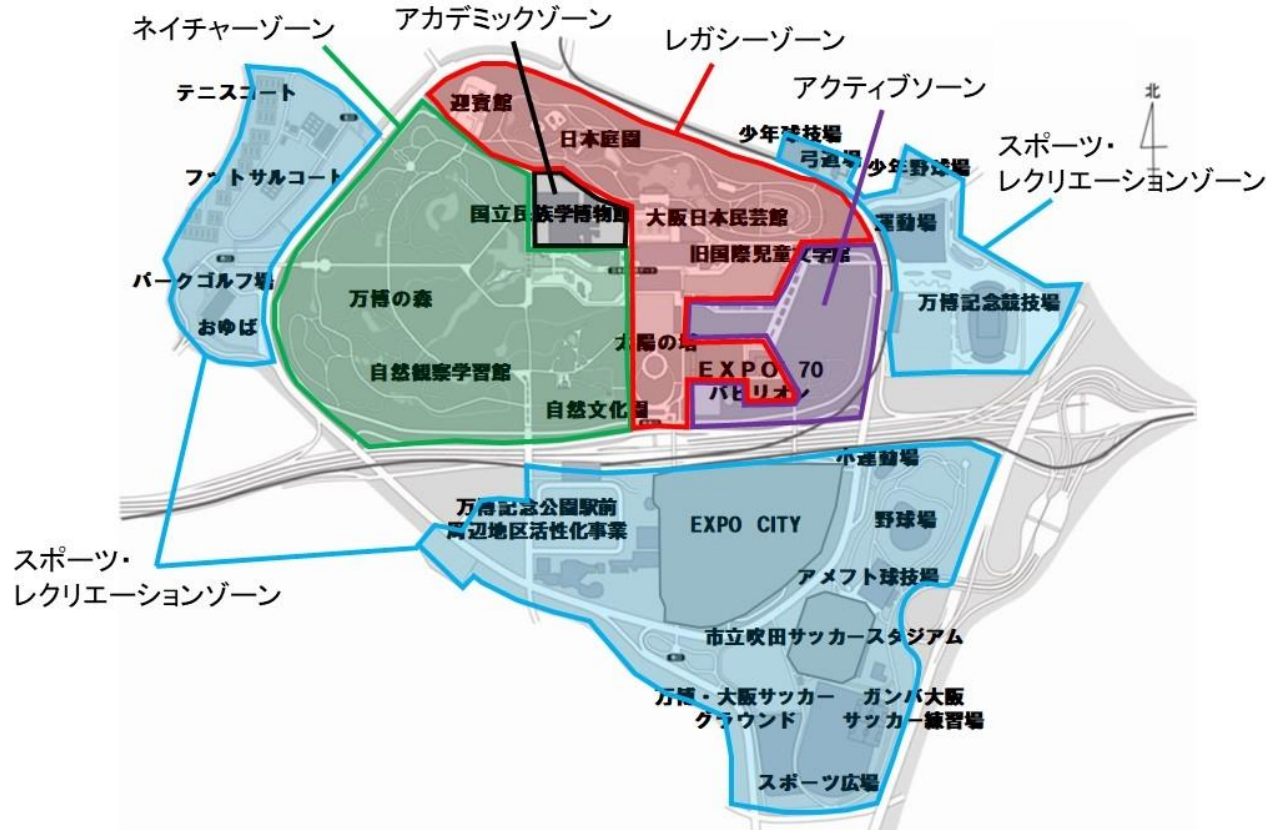 ネイチャーゾーン
アカデミックゾーン
レガシーゾーン
アクティブソーン
スポーツ・
レクリエーションゾーン
北
テニスコート
フットサルコート
パークゴルフ場
おゆば
迎賓館
日本庭園
少年球技場
弓道場
少年野球場
運動場
万博記念競技場
国立民族学博物館
大阪日本民芸館
旧国際児童文学館
万博の森
太陽の塔
自然観察学習館
EXPO 70
パビリオン
自然文化園
スポーツ・
レクリエーションゾーン
万博記念公園駅前
周辺地区活性化事業
EXPO CITY
小運動場
野球場
アメフト球技場
市立吹田サッカースタジアム
万博・大阪サッカー
グラウンド
ガンバ大阪
サッカー練習場
スポーツ広場